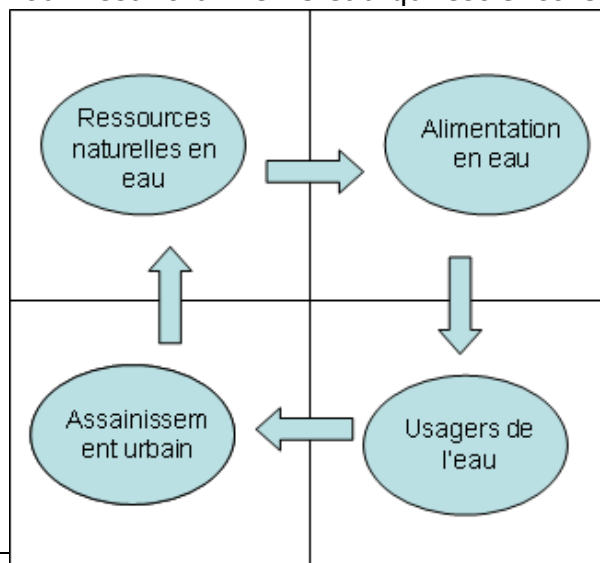 Ressources
naturelles en
eau
Alimentation
en eau
Assainissem
ent urbain
Usagers de
l'eau